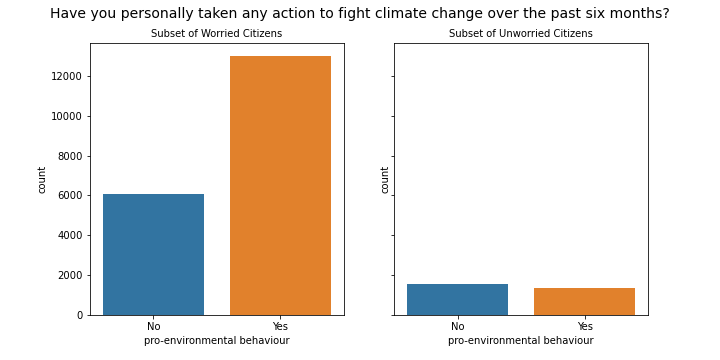 Have you personally taken any action to fight climate change over the past six months?
Subset of Worried Citizens
Subset of Unworried Citizens
12000
10000
8000
6000
4000
2000
0
count
count
No
Yes
No
Yes
pro-environmental behaviour
pro-environmental behaviour